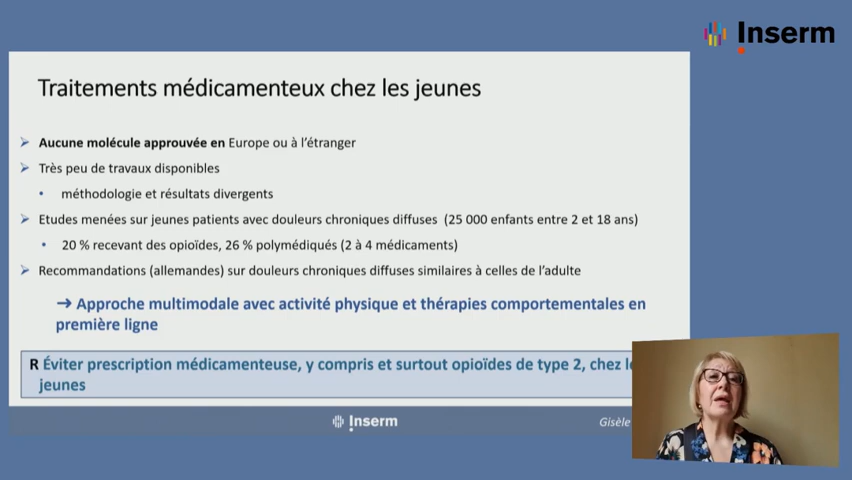 Inserm
Traitements médicamenteux chez les jeunes
Aucune molécule approuvée en Europe ou à l'étranger
Très peu de travaux disponibles
méthodologie et résultats divergents
Etudes menées sur jeunes patients avec douleurs chroniques diffuses (25 000 enfants entre 2 et 18 ans)
20 % recevant des opioïdes, 26 % polymédiqués (2 à 4 médicaments)
Recommandations (allemandes) sur douleurs chroniques diffuses similaires à celles de l'adulte
→ Approche multimodale avec activité physique et thérapies comportementales en
première ligne
R Éviter prescription médicamenteuse, y compris et surtout opioïdes de type 2, chez
jeunes
Inserm
Gisèle